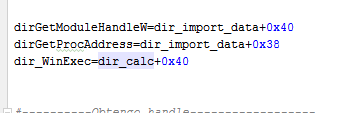 dirGetModuleHandleW=dir_import_data+0x40
dirGetProcAddress=dir_import_data+0x38
dir_WinExec=dir_calc+0x40
#----------Obtengo handle------------------